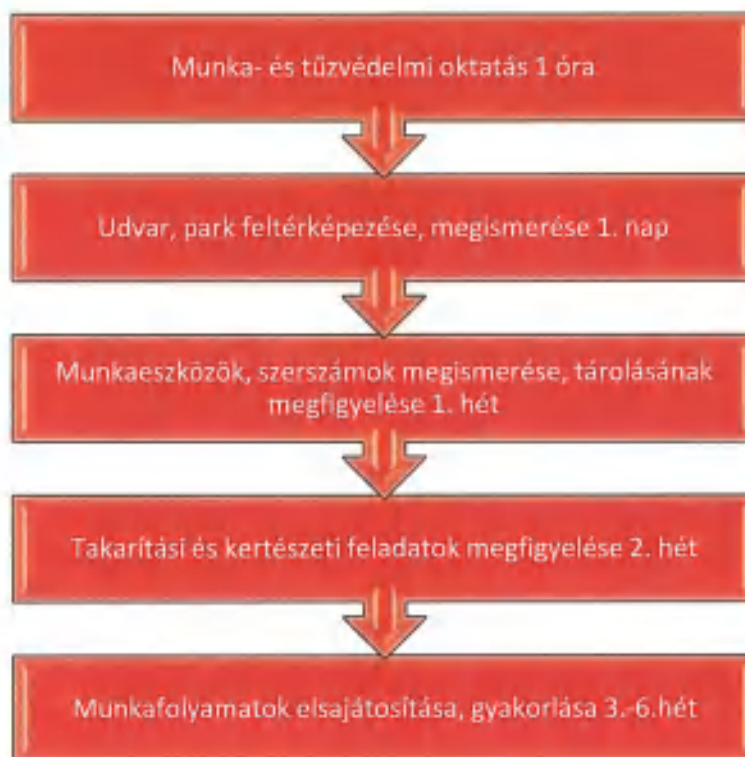 Munka- és tűzvédelmi oktatás 1 óra
Udvar, park feltérképezése, megismerése 1. nap
Munkaeszközök, szerszámok megismerése, tárolásának
megfigyelése 1. hét
Takarítási és kertészeti feladatok megfigyelése 2. hét
Munkafolyamatok elsajátosítása, gyakorlása 3.-6.hét